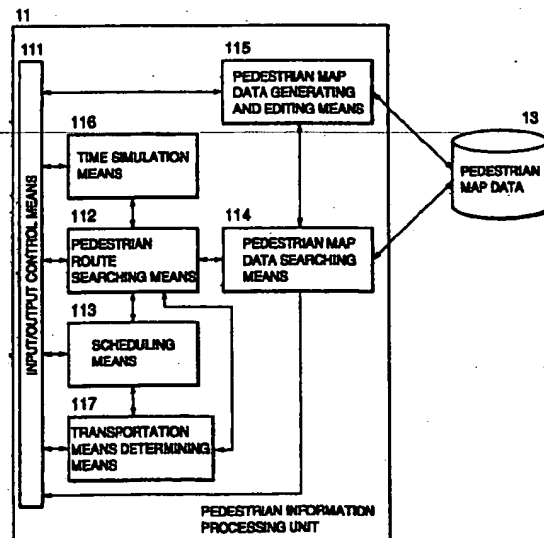 11
111
INPUT/OUTPUT CONTROL MEANS
115
PEDESTRIAN MAP
DATA GENERATING
AND EDITING MEANS
116
TIME SIMULATION
MEANS
13
PEDESTRIAN
MAP DATA
112
PEDESTRIAN
ROUTE
SEARCHING MEANS
114
PEDESTRIAN MAP
DATA SEARCHING
MEANS
113
SCHEDULING
MEANS
117
TRANSPORTATION
MEANS DETERMINING
MEANS
PEDESTRIAN INFORMATION
PROCESSING UNIT